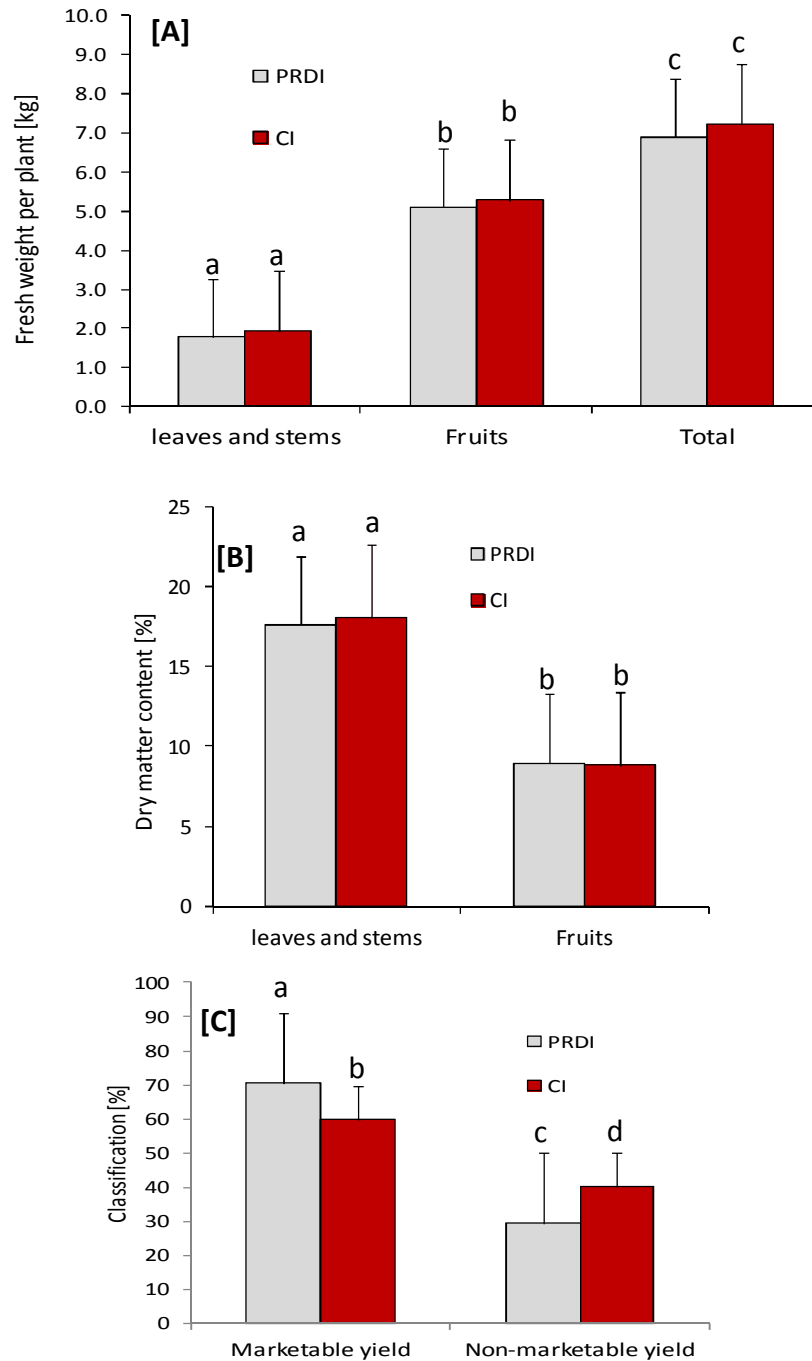 [A]
Fresh weight per plant [kg]
10.0
9.0
8.0
7.0
6.0
5.0
4.0
3.0
2.0
1.0
0.0
PRDI
CI
a
a
b
b
c
c
leaves and stems
Fruits
Total
[B]
Dry matter content [%]
25
20
15
10
5
0
PRDI
CI
a
a
b
b
leaves and stems
Fruits
[C]
Classification [%]
100
90
80
70
60
50
40
30
20
10
0
PRDI
CI
a
b
c
d
Marketable yield
Non-marketable yield